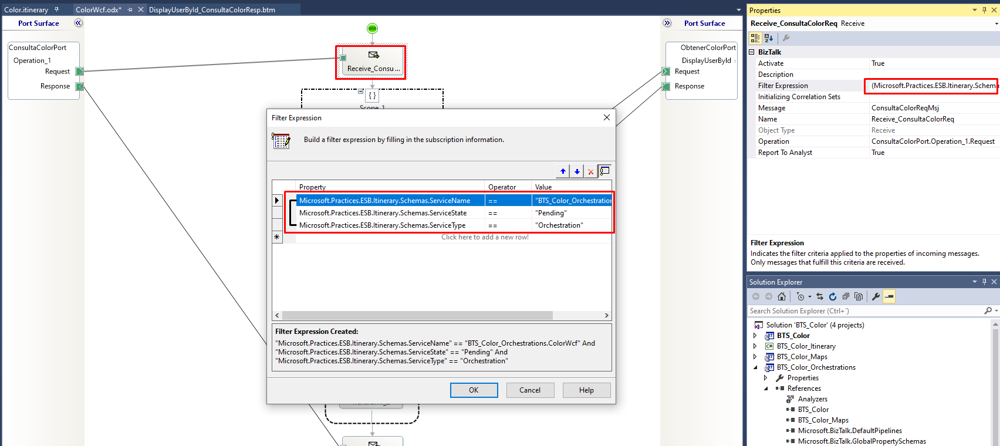 Color.itinerary
ColorWcf.odx*
DisplayUserById_ConsultaColorResp.btm
Port Surface
ConsultaColorPort
Operation_1
Request
Response
Receive_Consu ...
{ }
Scope_1
Port Surface
ObtenerColorPort
DisplayUserById
Request
Response
Filter Expression
Build a filter expression by filling in the subscription information.
Property Operator Value
Microsoft.Practices.ESB.Itinerary.Schemas.ServiceName == "BTS_Color_Orchestration
Microsoft.Practices.ESB.Itinerary.Schemas.ServiceState == "Pending"
Microsoft.Practices.ESB.Itinerary.Schemas.ServiceType == "Orchestration"
Click here to add a new row!
Filter Expression Created:
"Microsoft.Practices.ESB.Itinerary.Schemas.ServiceName" == "BTS_Color_Orchestrations.ColorWcf" And
"Microsoft.Practices.ESB.Itinerary.Schemas.ServiceState" == "Pending" And
"Microsoft.Practices.ESB.Itinerary.Schemas.ServiceType" == "Orchestration"
OK
Cancel
Help
Properties
Receive_ConsultaColorReq Receive
BizTalk
Activate True
Description
Filter Expression (Microsoft.Practices.ESB.Itinerary.Schema
Initializing Correlation Sets
Message ConsultaColorReqMsj
Name Receive_ConsultaColorReq
Object Type Receive
Operation ConsultaColorPort.Operation_1.Request
Report To Analyst True
Filter Expression
Indicates the filter criteria applied to the properties of incoming messages.
Only messages that fulfill this criteria are received.
Solution Explorer
Search Solution Explorer (Ctrl+´)
Solution 'BTS_Color' (4 projects)
BTS_Color
BTS_Color_Itinerary
BTS_Color_Maps
BTS_Color_Orchestrations
Properties
References
Analyzers
BTS_Color
BTS_Color_Maps
Microsoft.BizTalk.DefaultPipelines
Microsoft.BizTalk.GlobalPropertySchemas